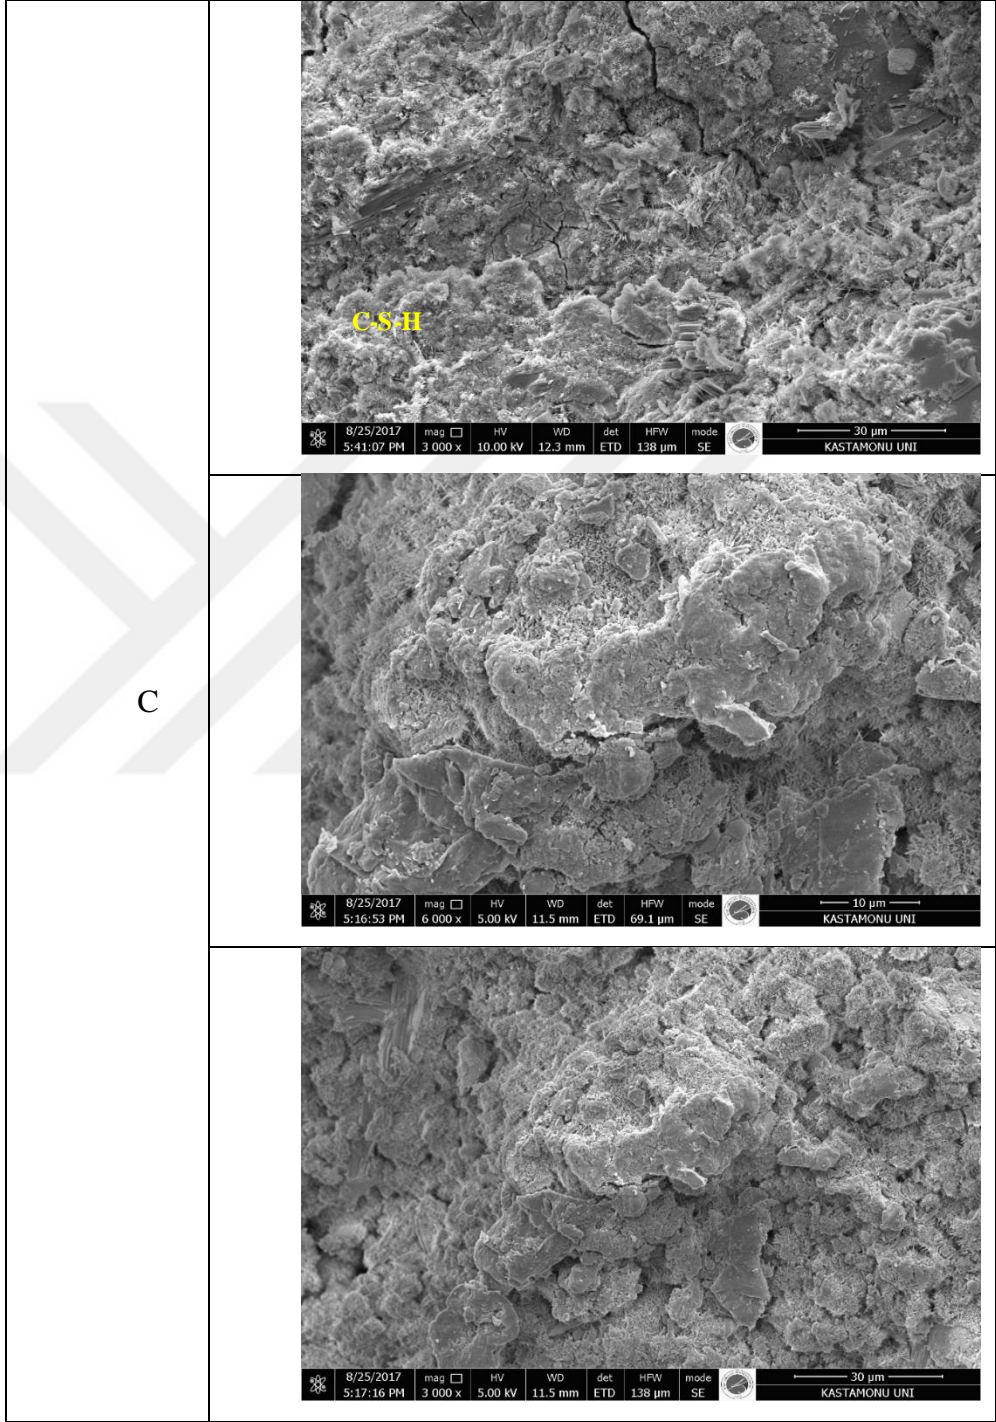 C-S-H
8/25/2017 mag HV WD det HFW mode 30 µm
5:41:07 PM 3 000 x 10.00 kV 12.3 mm ETD 138 µm SE KASTAMONU UNI
C
8/25/2017 mag HV WD det HFW mode 10 µm
5:16:53 PM 6 000 x 5.00 kV 11.5 mm ETD 69.1 µm SE KASTAMONU UNI
8/25/2017 mag HV WD det HFW mode 30 µm
5:17:16 PM 3 000 x 5.00 kV 11.5 mm ETD 138 µm SE KASTAMONU UNI